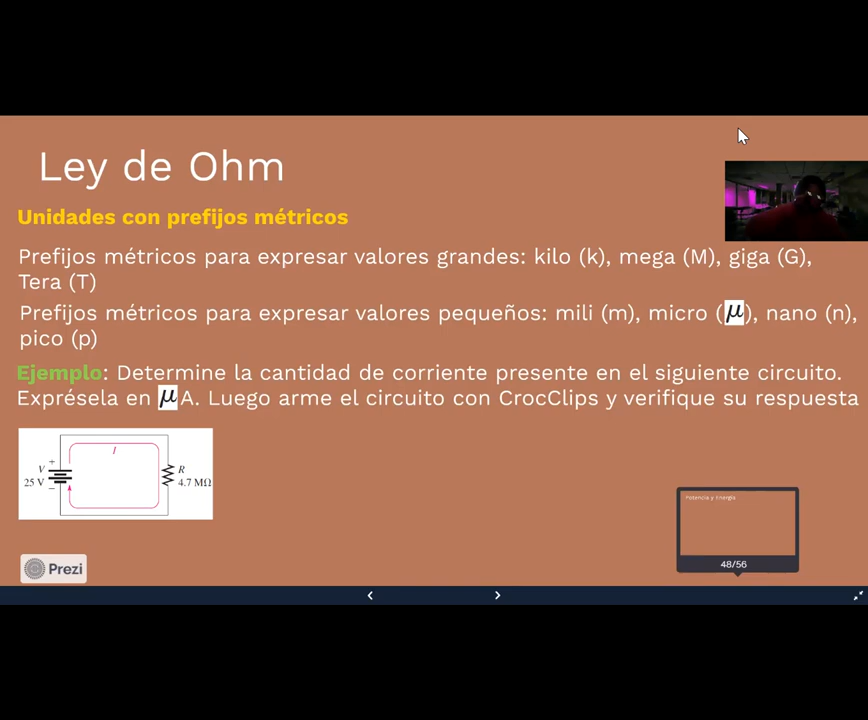 Ley de Ohm
Unidades con prefijos métricos
Prefijos métricos para expresar valores grandes: kilo (k), mega (M), giga (G),
Tera (T)
Prefijos métricos para expresar valores pequeños: mili (m), micro (μ), nano (n),
pico (p)
Ejemplo: Determine la cantidad de corriente presente en el siguiente circuito.
Exprésela en μA. Luego arme el circuito con CrocClips y verifique su respuesta
I
+
V
25 V
−
R
4.7 MΩ
Potencia y Energía
48/56
Prezi